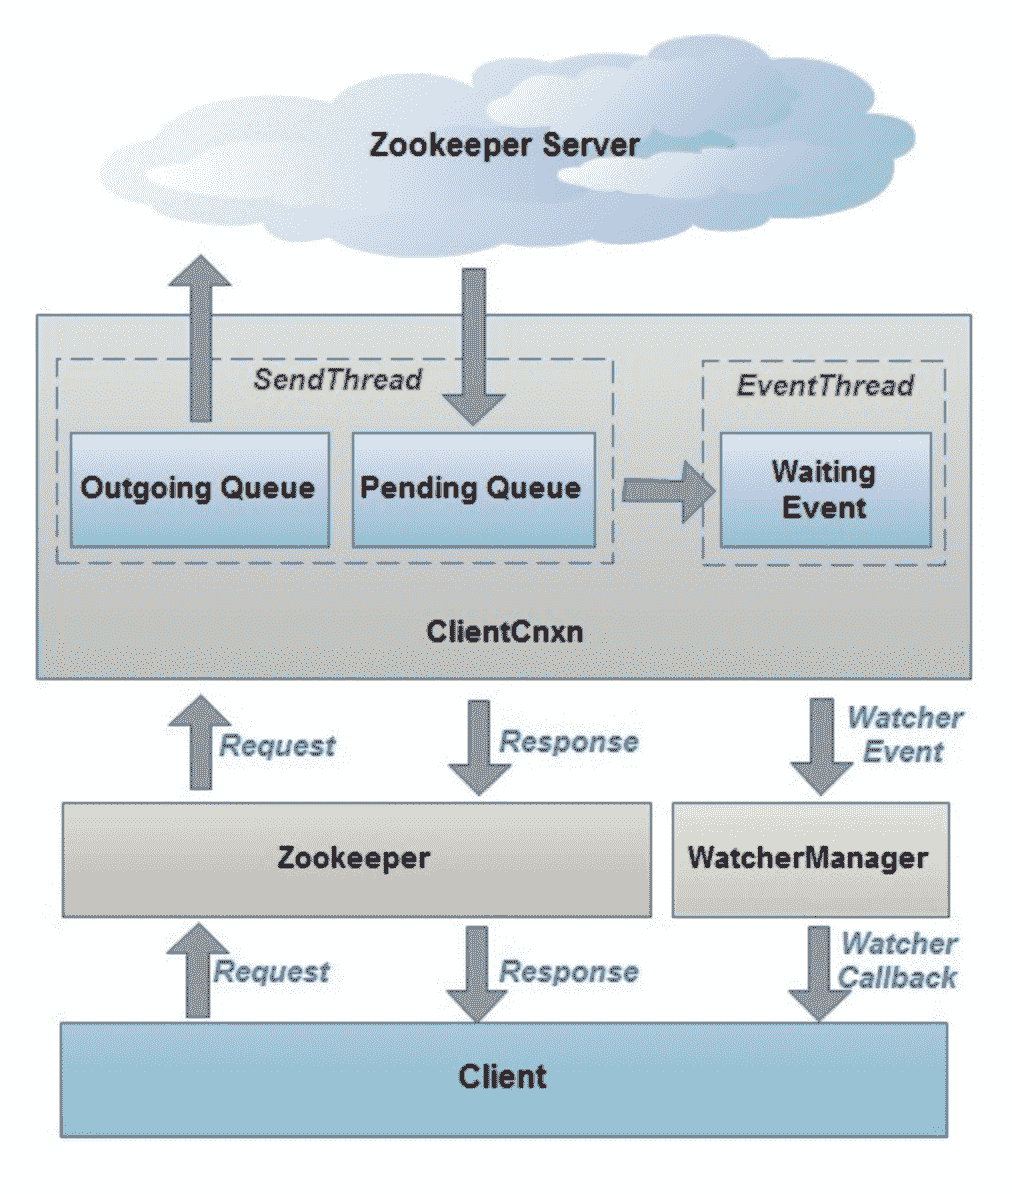 Zookeeper Server
SendThread
EventThread
Outgoing Queue
Pending Queue
Waiting
Event
ClientCnxn
Request
Response
Watcher
Event
Zookeeper
WatcherManager
Request
Response
Watcher
Callback
Client